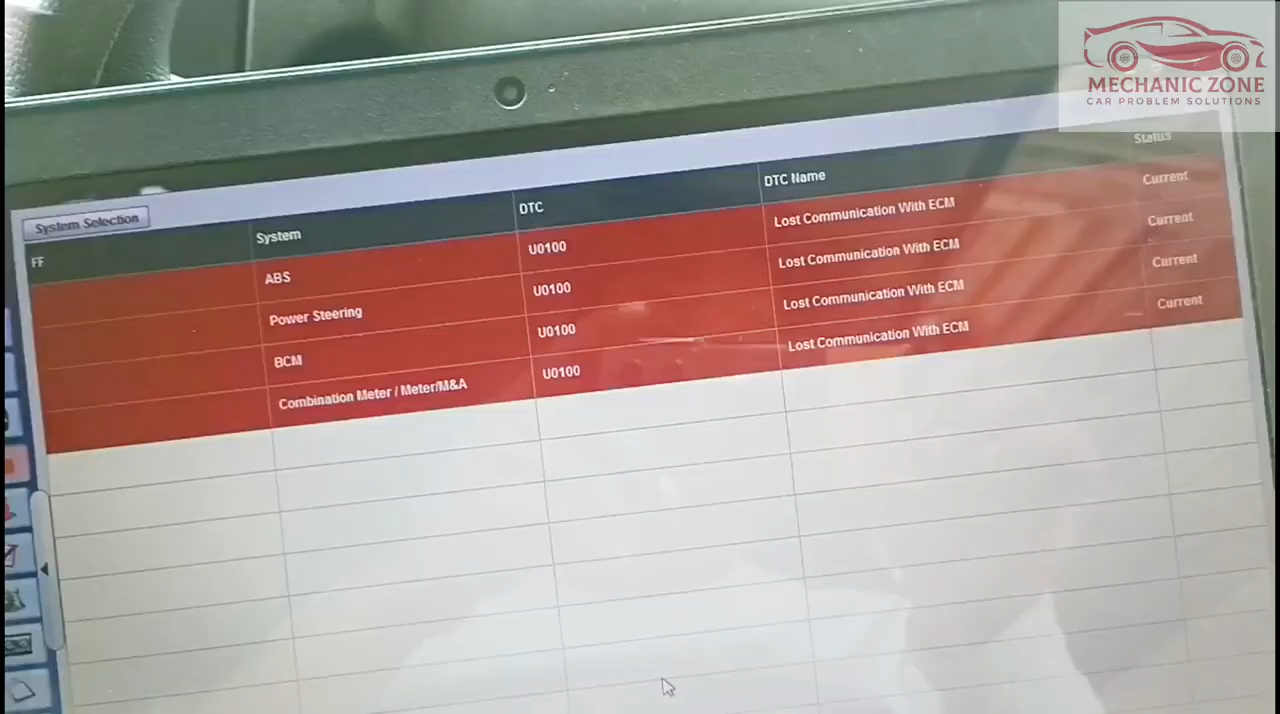 MECHANIC ZONE
CAR PROBLEM SOLUTIONS
System Selection
FF System DTC DTC Name Status
ABS U0100 Lost Communication With ECM Current
Power Steering U0100 Lost Communication With ECM Current
BCM U0100 Lost Communication With ECM Current
Combination Meter / Meter/M&A U0100 Lost Communication With ECM Current